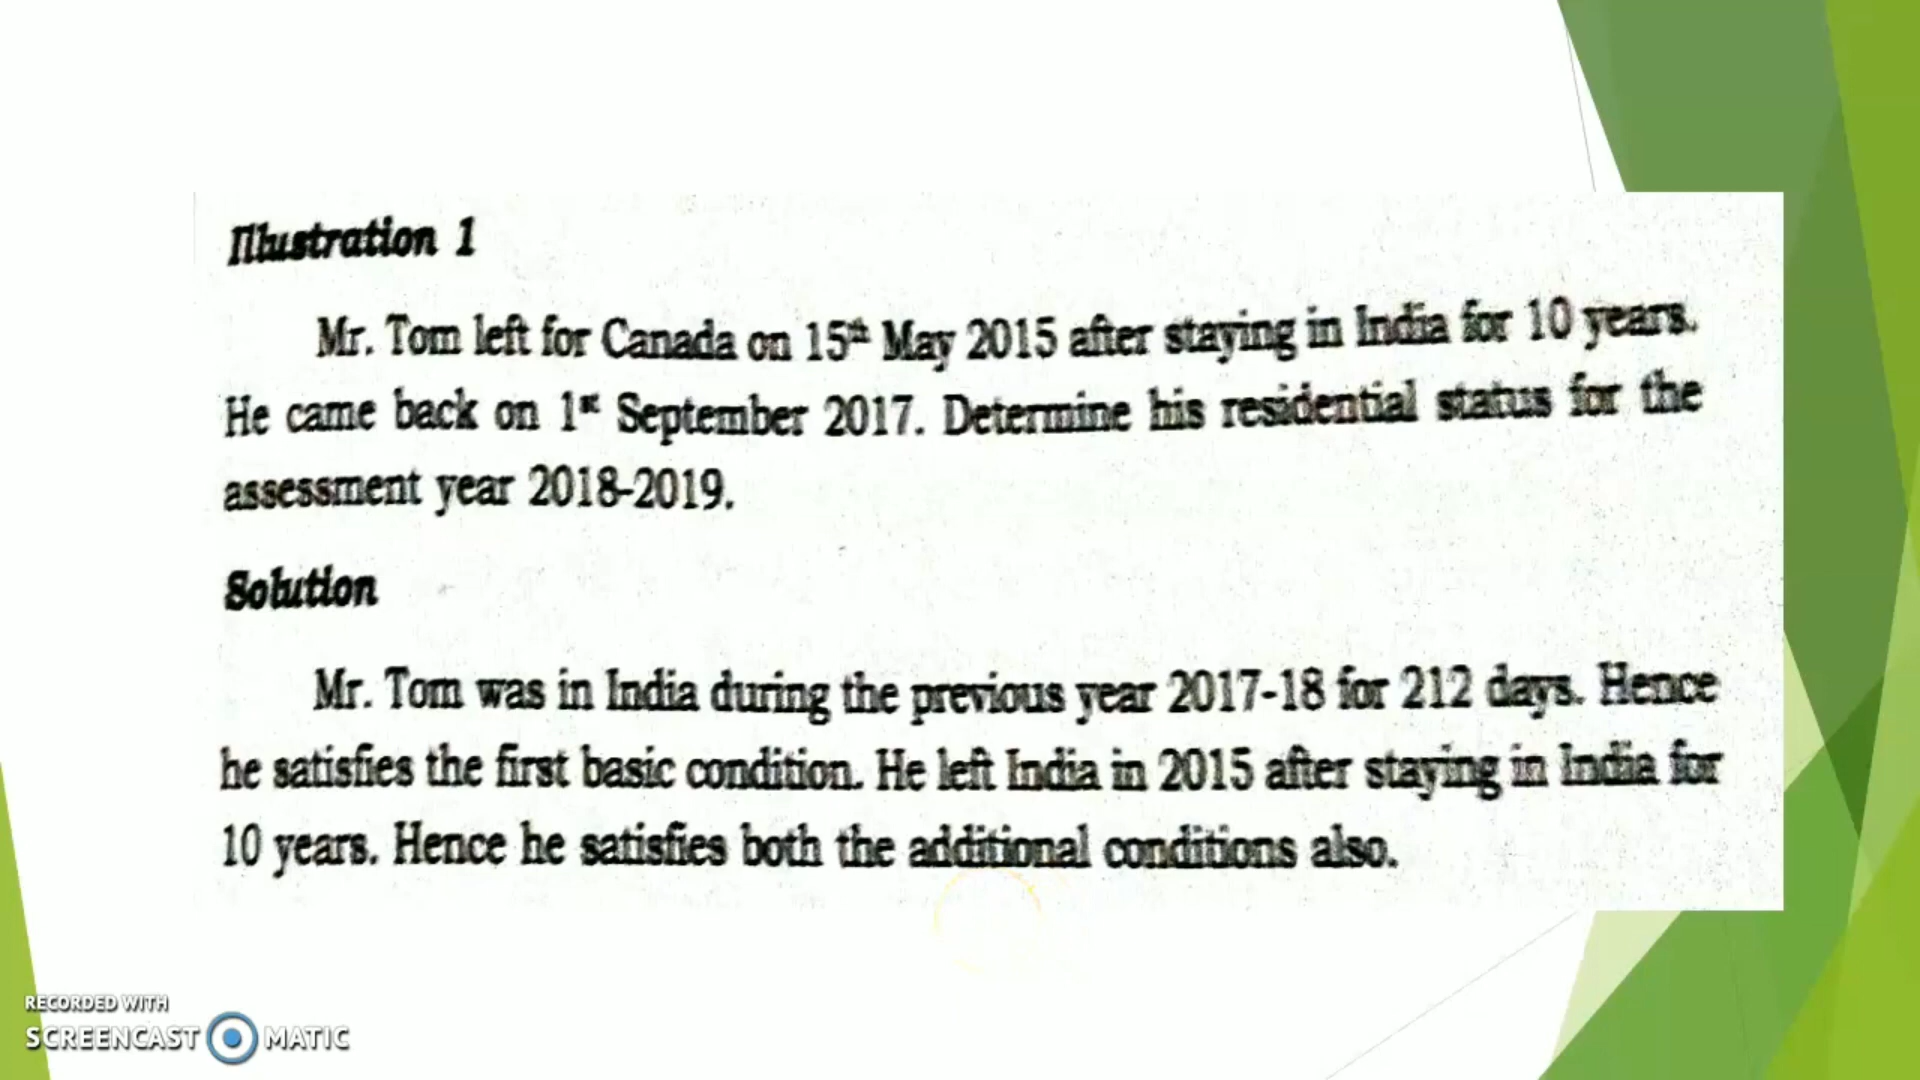 Illustration 1
Mr. Tom left for Canada on 15th May 2015 after staying in India for 10 years.
He came back on 1st September 2017. Determine his residential status for the
assessment year 2018-2019.
Solution
Mr. Tom was in India during the previous year 2017-18 for 212 days. Hence
he satisfies the first basic condition. He left India in 2015 after staying in India for
10 years. Hence he satisfies both the additional conditions also.
RECORDED WITH
SCREENCAST MATIC